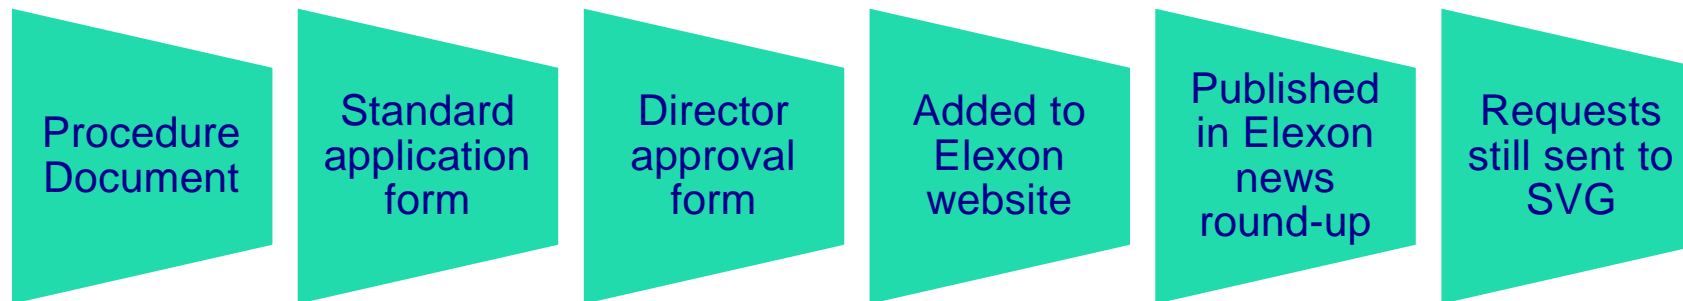 Procedure
Document
Standard
application
form
Director
approval
form
Added to
Elexon
website
Published
in Elexon
news
round-up
Requests
still sent to
SVG